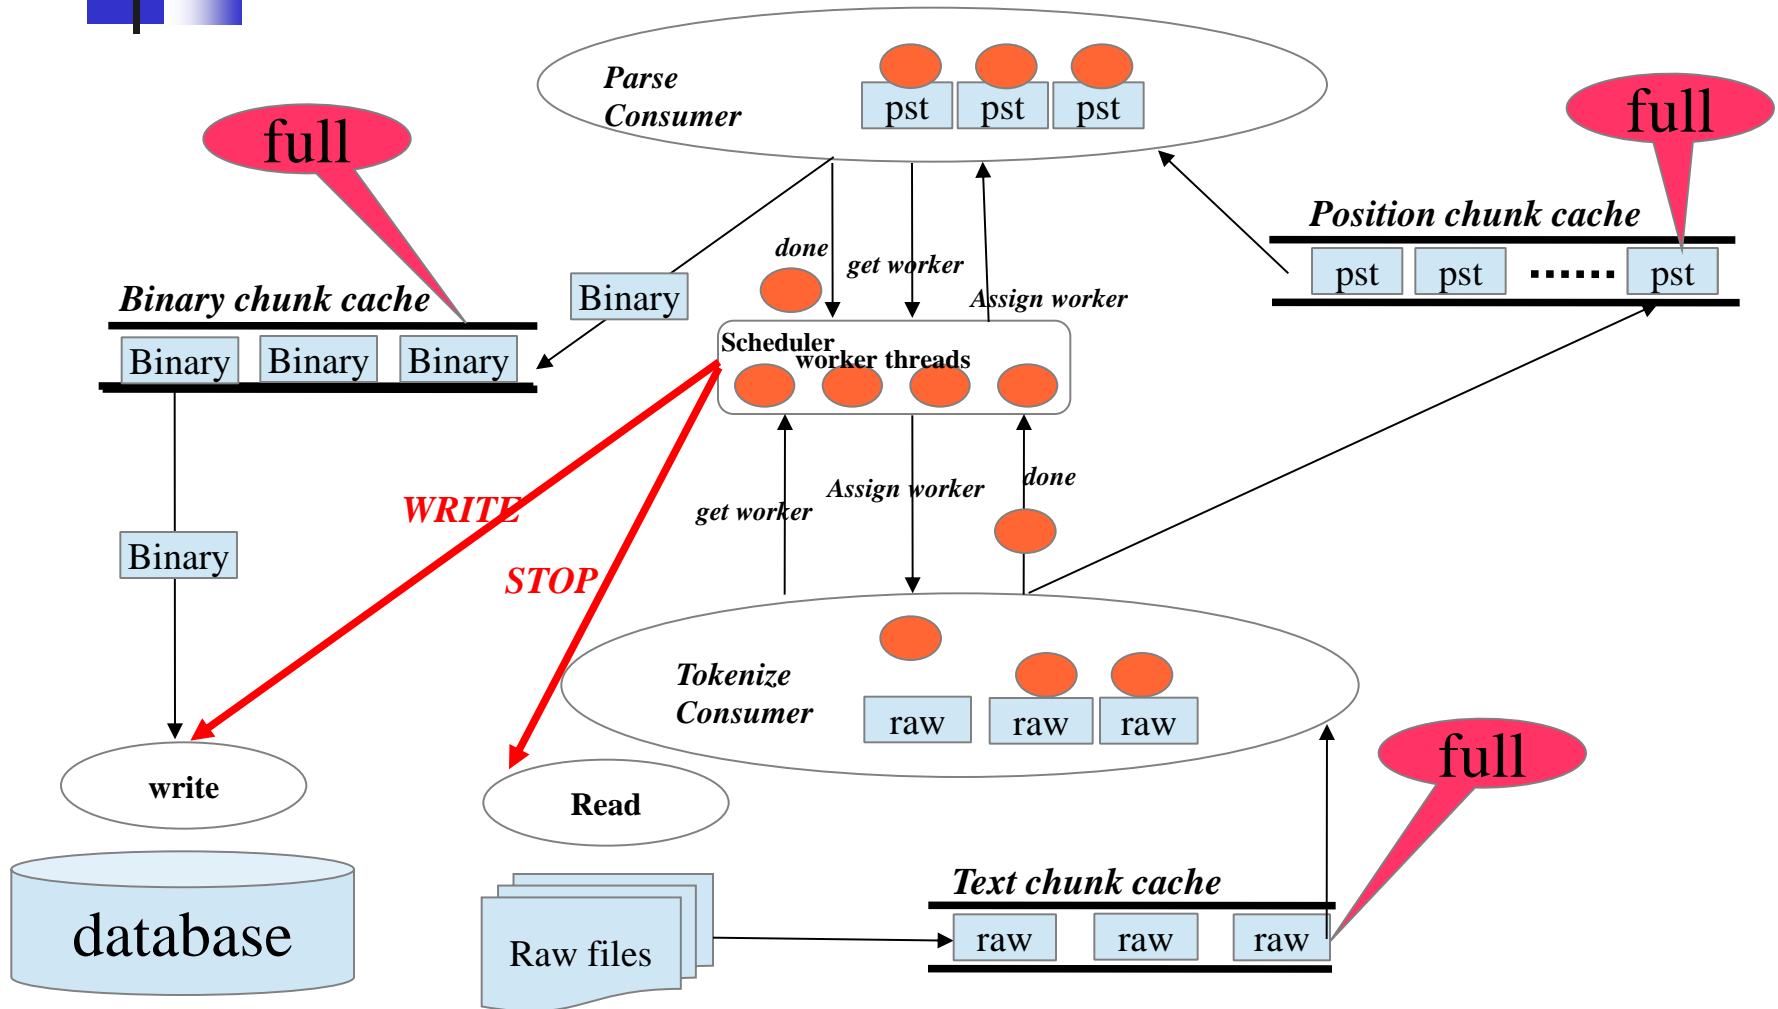 Parse
Consumer
pst
pst
pst
full
full
Position chunk cache
pst
pst
......
pst
done
get worker
Assign worker
Binary
Binary chunk cache
Binary
Binary
Binary
Scheduler
worker threads
WRITE
STOP
get worker
Assign worker
done
Binary
Tokenize
Consumer
raw
raw
raw
full
write
Read
database
Raw files
Text chunk cache
raw
raw
raw